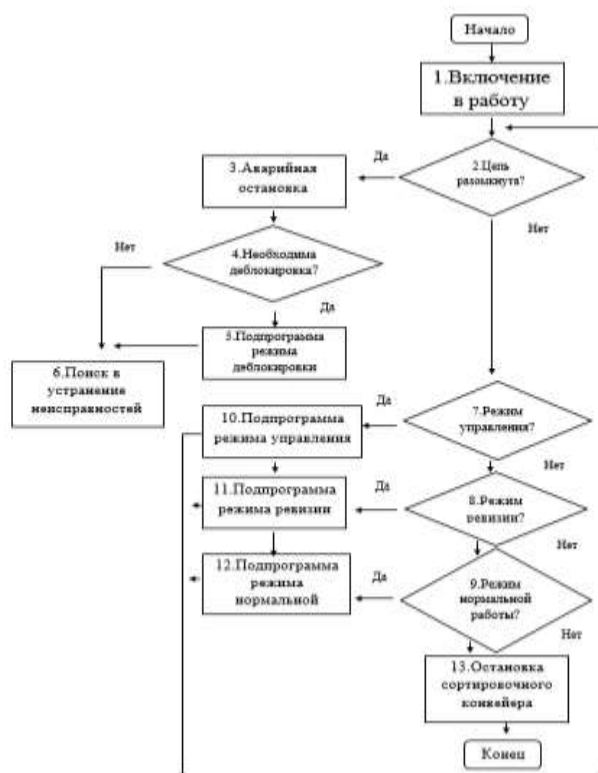 Начало
1.Включение
в работу
Да
2.Цепь
разомкнута?
3.Аварийная
остановка
Нет
Нет
4.Необходима
деблокировка?
Да
5.Подпрограмма
режима
деблокировки
6.Поиск в
устранение
неисправностей
Да
7.Режим
управления?
10.Подпрограмма
режима управления
Нет
Да
8.Режим
ревизии?
11.Подпрограмма
режима ревизии
Нет
Да
9.Режим
нормальной
работы?
12.Подпрограмма
режима
нормальной
Нет
13.Остановка
сортировочного
конвейера
Конец